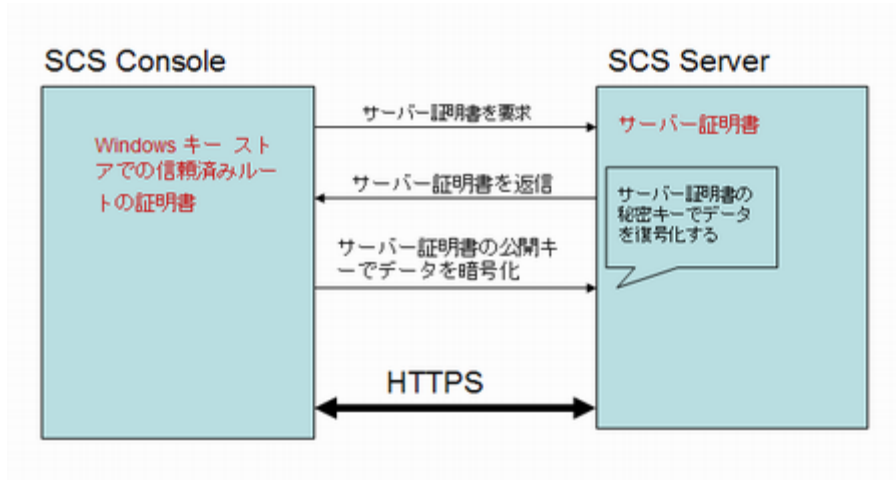 SCS Console
SCS Server
サーバー証明書を要求
サーバー証明書
Windows キー スト
アでの信頼済みルー
トの証明書
サーバー証明書を返信
サーバー証明書の
秘密キーでデータ
を復号化する
サーバー証明書の公開キ
ーでデータを暗号化
HTTPS